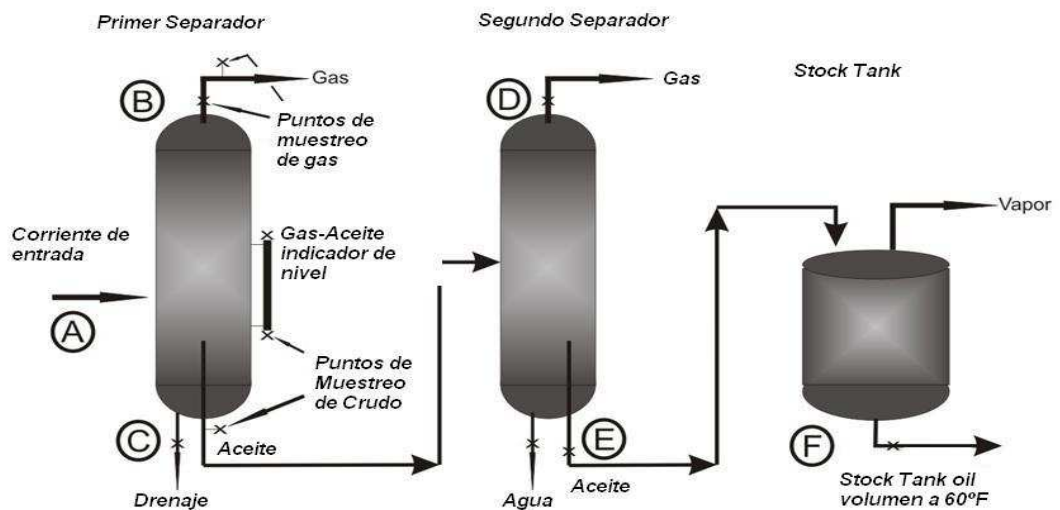 Primer Separador
Segundo Separador
Stock Tank
Gas
B
Puntos de
muestreo
de gas
Gas
D
Vapor
Corriente de
entrada
A
Gas-Aceite
indicador de
nivel
Puntos de
Muestreo
de Crudo
C
Aceite
Drenaje
E
Agua
Aceite
F
Stock Tank oil
volumen a 60ºF